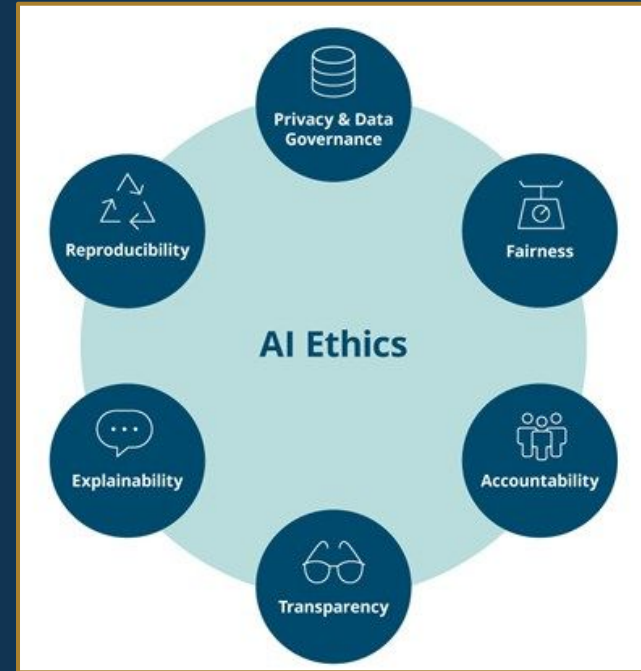 Privacy & Data
Governance
Reproducibility
Fairness
AI Ethics
Explainability
Accountability
Transparency